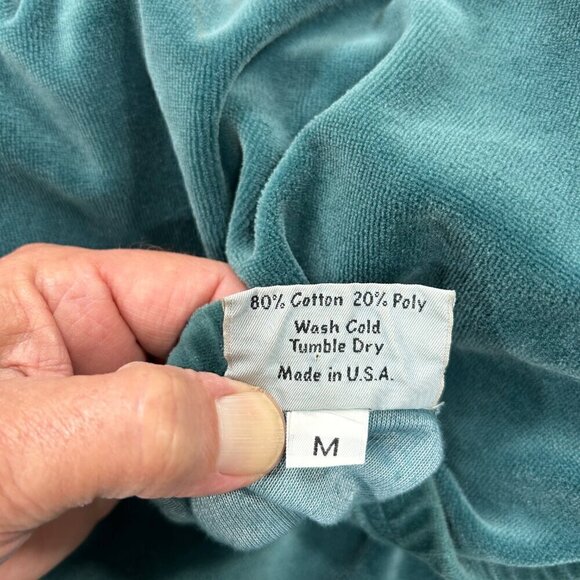 80% Cotton 20% Poly
Wash Cold
Tumble Dry
Made in U.S.A.
M